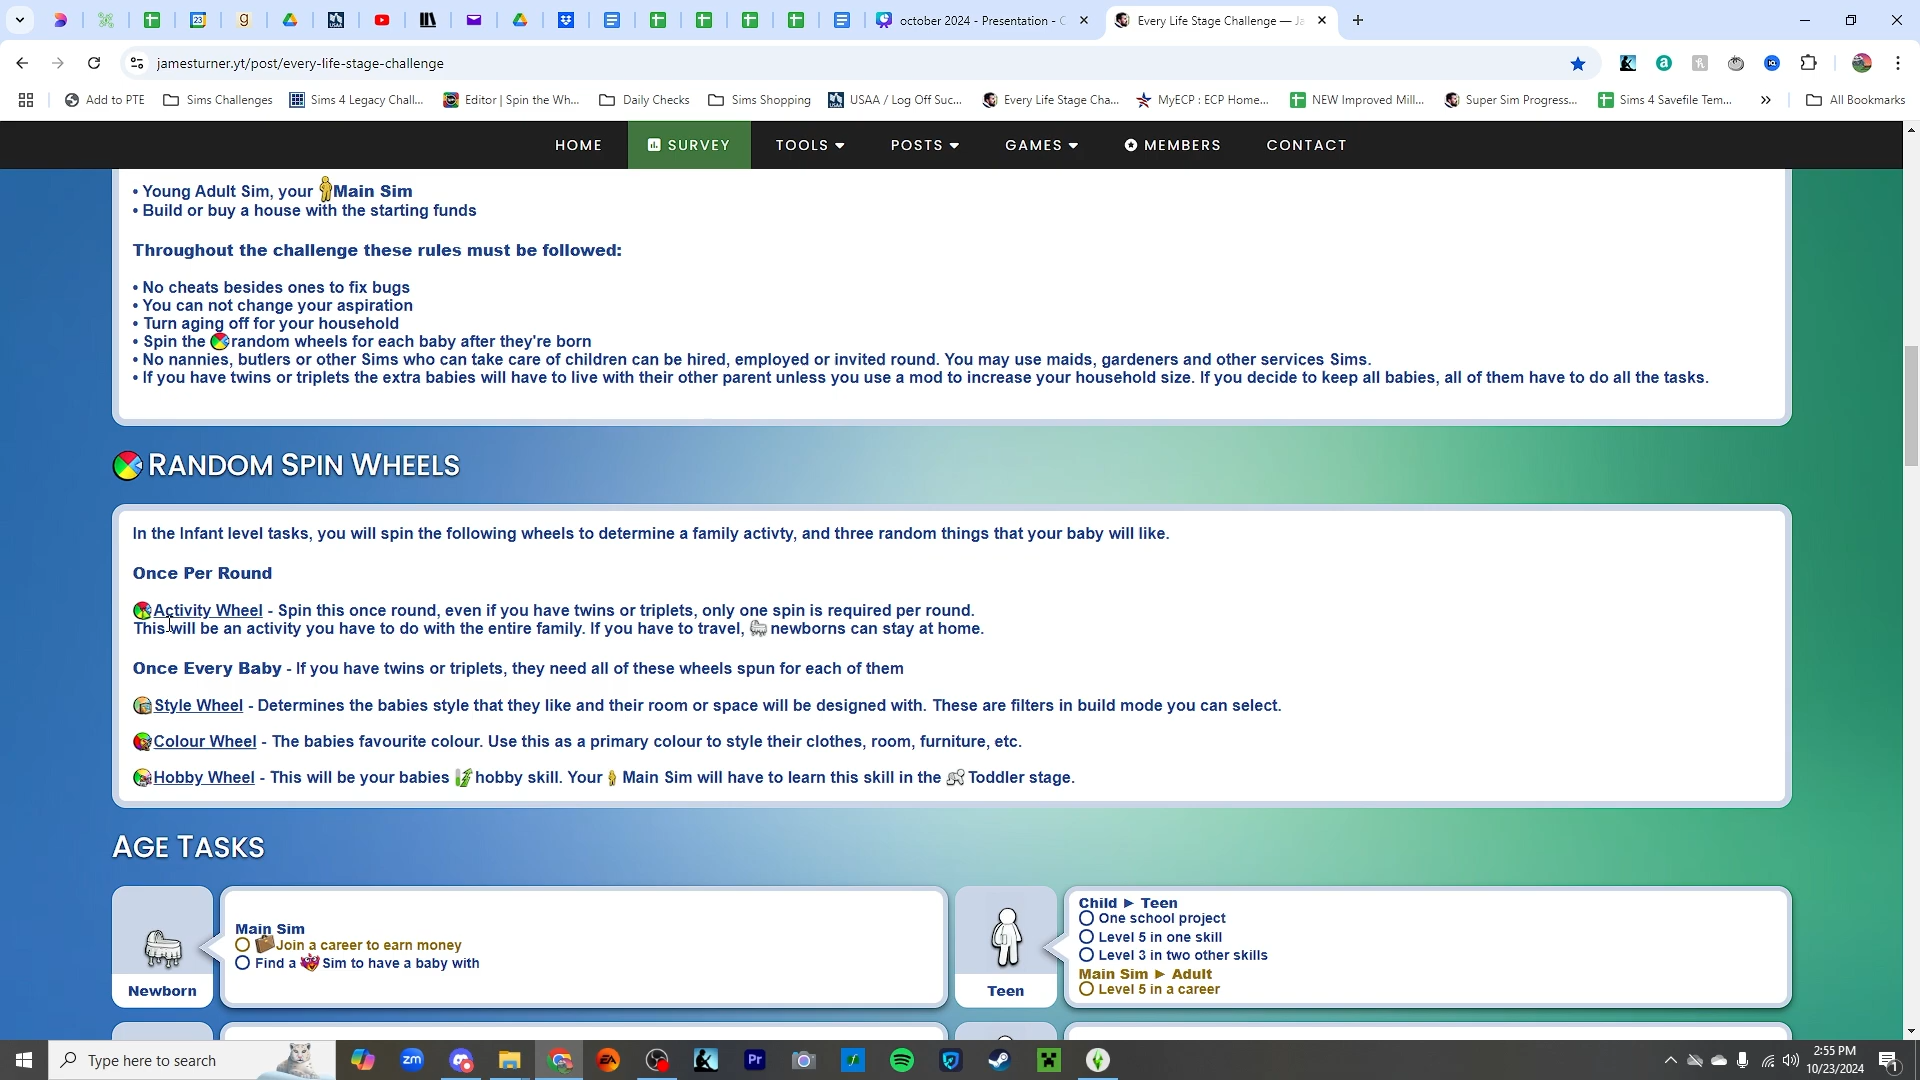 october 2024 - Presentation - C
Every Life Stage Challenge — Ja
jamesturner.yt/post/every-life-stage-challenge
Add to PTE
Sims Challenges
Sims 4 Legacy Chall...
Editor | Spin the Wh...
Daily Checks
Sims Shopping
USAA / Log Off Suc...
Every Life Stage Cha...
MyECP : ECP Home...
NEW Improved Mill...
Super Sim Progress...
Sims 4 Savefile Tem...
All Bookmarks
HOME
SURVEY
TOOLS
POSTS
GAMES
MEMBERS
CONTACT
• Young Adult Sim, your Main Sim
• Build or buy a house with the starting funds
Throughout the challenge these rules must be followed:
• No cheats besides ones to fix bugs
• You can not change your aspiration
• Turn aging off for your household
• Spin the random wheels for each baby after they're born
• No nannies, butlers or other Sims who can take care of children can be hired, employed or invited round. You may use maids, gardeners and other services Sims.
• If you have twins or triplets the extra babies will have to live with their other parent unless you use a mod to increase your household size. If you decide to keep all babies, all of them have to do all the tasks.
RANDOM SPIN WHEELS
In the Infant level tasks, you will spin the following wheels to determine a family activty, and three random things that your baby will like.
Once Per Round
Activity Wheel - Spin this once round, even if you have twins or triplets, only one spin is required per round.
This will be an activity you have to do with the entire family. If you have to travel, newborns can stay at home.
Once Every Baby - If you have twins or triplets, they need all of these wheels spun for each of them
Style Wheel - Determines the babies style that they like and their room or space will be designed with. These are filters in build mode you can select.
Colour Wheel - The babies favourite colour. Use this as a primary colour to style their clothes, room, furniture, etc.
Hobby Wheel - This will be your babies hobby skill. Your Main Sim will have to learn this skill in the Toddler stage.
AGE TASKS
Newborn
Main Sim
Join a career to earn money
Find a Sim to have a baby with
Teen
Child ► Teen
One school project
Level 5 in one skill
Level 3 in two other skills
Main Sim ► Adult
Level 5 in a career
Type here to search
2:55 PM
10/23/2024